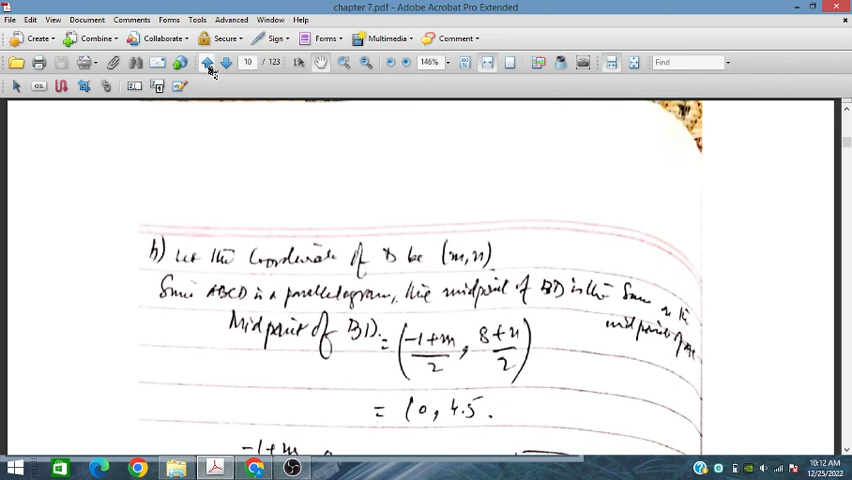 chapter 7.pdf - Adobe Acrobat Pro Extended
File Edit View Document Comments Forms Tools Advanced Window Help
Create Combine Collaborate Secure Sign Forms Multimedia Comment
10 / 123 146% Find
b) Let the Coordinate of D be (m,n)
Since ABCD is a parallelogram, the midpoint of BD is the same as the
midpoint of AC
Midpoint of BD = (-1+m/2, 8+n/2)
= (0, 4.5.
-1+m
10:12 AM
12/25/2022